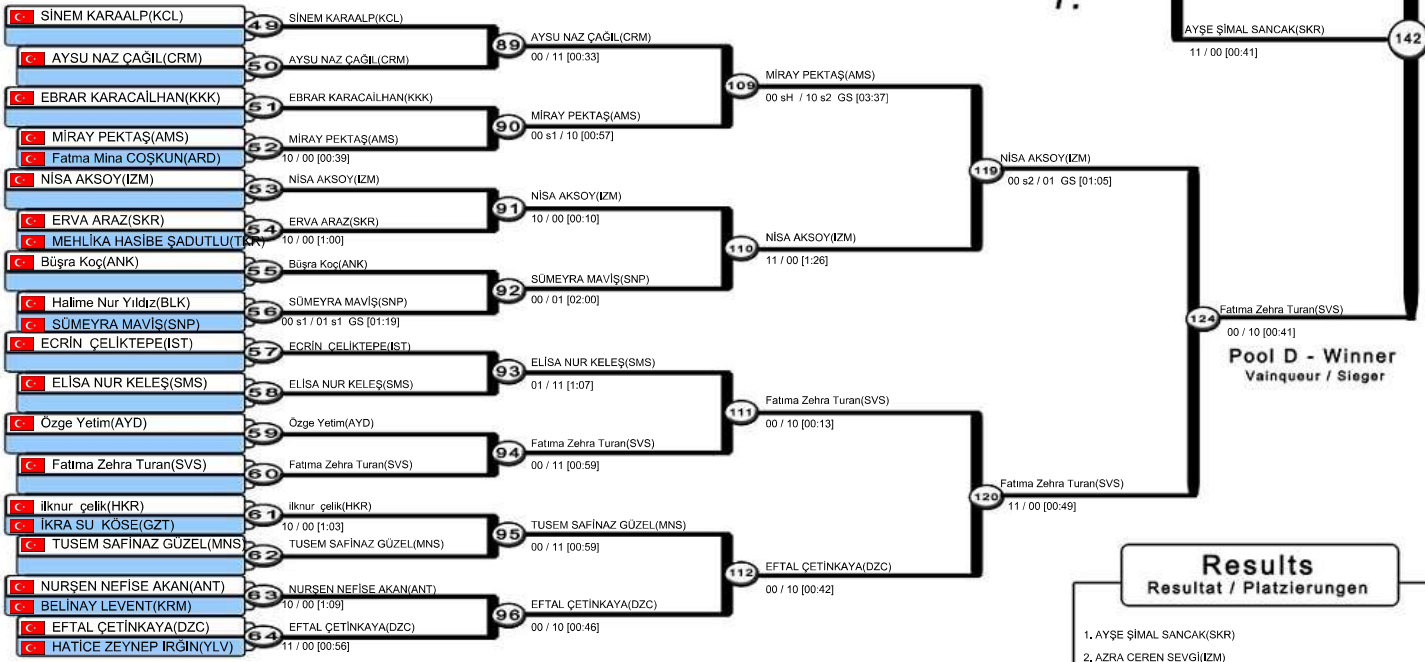 SİNEM KARAALP(KCL)
AYSU NAZ ÇAĞIL(CRM)
EBRAR KARACAİLHAN(KKK)
MİRAY PEKTAŞ(AMS)
Fatma Mina COŞKUN(ARD)
NİSA AKSOY(IZM)
ERVA ARAZ(SKR)
MEHLİKA HASİBE ŞADUTLU(TKR)
Büşra Koç(ANK)
Halime Nur Yıldız(BLK)
SÜMEYRA MAVİŞ(SNP)
ECRİN ÇELİKTEPE(IST)
ELİSA NUR KELEŞ(SMS)
Özge Yetim(AYD)
Fatıma Zehra Turan(SVS)
ilknur çelik(HKR)
İKRA SU KÖSE(GZT)
TUSEM SAFİNAZ GÜZEL(MNS)
NURŞEN NEFİSE AKAN(ANT)
BELİNAY LEVENT(KRM)
EFTAL ÇETİNKAYA(DZC)
HATİCE ZEYNEP IRĞIN(YLV)
49 SİNEM KARAALP(KCL)
50 AYSU NAZ ÇAĞIL(CRM)
51 EBRAR KARACAİLHAN(KKK)
52 MİRAY PEKTAŞ(AMS)
10 / 00 [00:39]
53 NİSA AKSOY(IZM)
54 ERVA ARAZ(SKR)
10 / 00 [1:00]
55 Büşra Koç(ANK)
56 SÜMEYRA MAVİŞ(SNP)
00 s1 / 01 s1 GS [01:19]
57 ECRİN ÇELİKTEPE(IST)
58 ELİSA NUR KELEŞ(SMS)
59 Özge Yetim(AYD)
60 Fatıma Zehra Turan(SVS)
61 ilknur çelik(HKR)
10 / 00 [1:03]
62 TUSEM SAFİNAZ GÜZEL(MNS)
63 NURŞEN NEFİSE AKAN(ANT)
10 / 00 [1:09]
64 EFTAL ÇETİNKAYA(DZC)
11 / 00 [00:56]
89 AYSU NAZ ÇAĞIL(CRM)
00 / 11 [00:33]
90 MİRAY PEKTAŞ(AMS)
00 s1 / 10 [00:57]
91 NİSA AKSOY(IZM)
10 / 00 [00:10]
92 SÜMEYRA MAVİŞ(SNP)
00 / 01 [02:00]
93 ELİSA NUR KELEŞ(SMS)
01 / 11 [1:07]
94 Fatıma Zehra Turan(SVS)
00 / 11 [00:59]
95 TUSEM SAFİNAZ GÜZEL(MNS)
00 / 11 [00:59]
96 EFTAL ÇETİNKAYA(DZC)
00 / 10 [00:46]
109 MİRAY PEKTAŞ(AMS)
00 sH / 10 s2 GS [03:37]
110 NİSA AKSOY(IZM)
11 / 00 [1:26]
111 Fatıma Zehra Turan(SVS)
00 / 10 [00:13]
112 EFTAL ÇETİNKAYA(DZC)
00 / 10 [00:42]
119 NİSA AKSOY(IZM)
00 s2 / 01 GS [01:05]
120 Fatıma Zehra Turan(SVS)
11 / 00 [00:49]
124 Fatıma Zehra Turan(SVS)
00 / 10 [00:41]
Pool D - Winner
Vainqueur / Sieger
AYŞE ŞİMAL SANCAK(SKR)
11 / 00 [00:41]
142
Results
Resultat / Platzierungen
1. AYŞE ŞİMAL SANCAK(SKR)
2. AZRA CEREN SEVGİ(IZM)